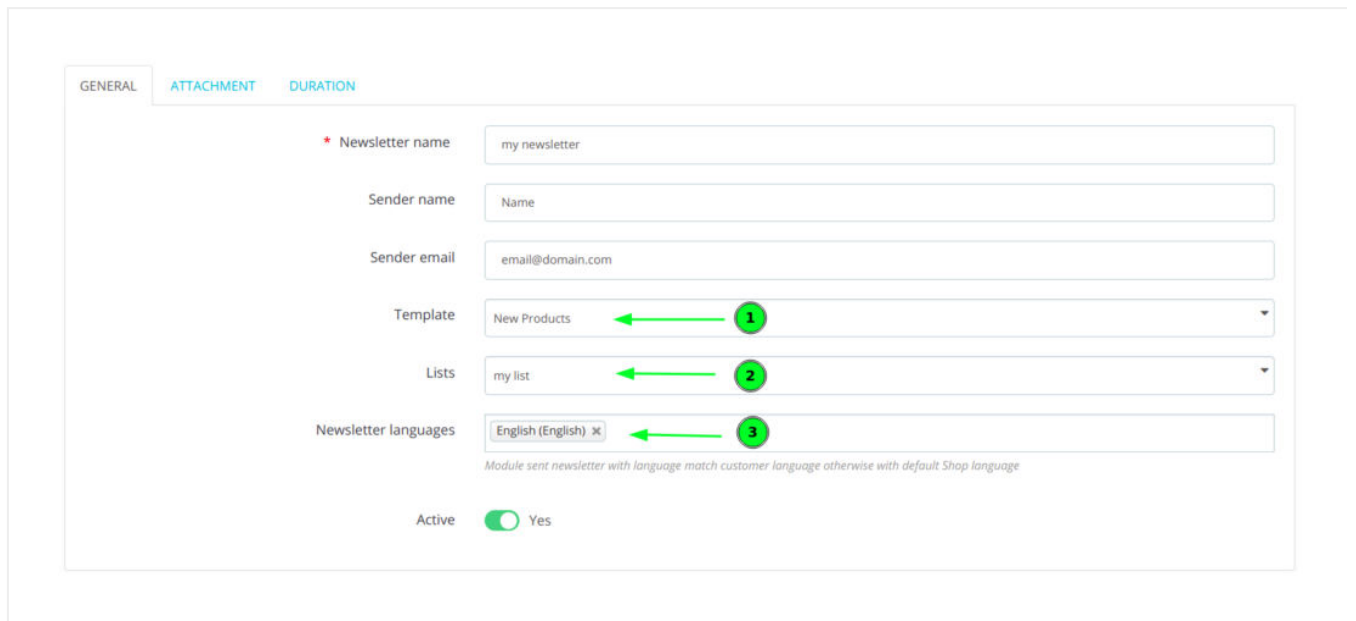 GENERAL ATTACHMENT DURATION
* Newsletter name my newsletter
Sender name Name
Sender email email@domain.com
Template New Products 1
Lists my list 2
Newsletter languages English (English) × 3
Module sent newsletter with language match customer language otherwise with default Shop language
Active Yes